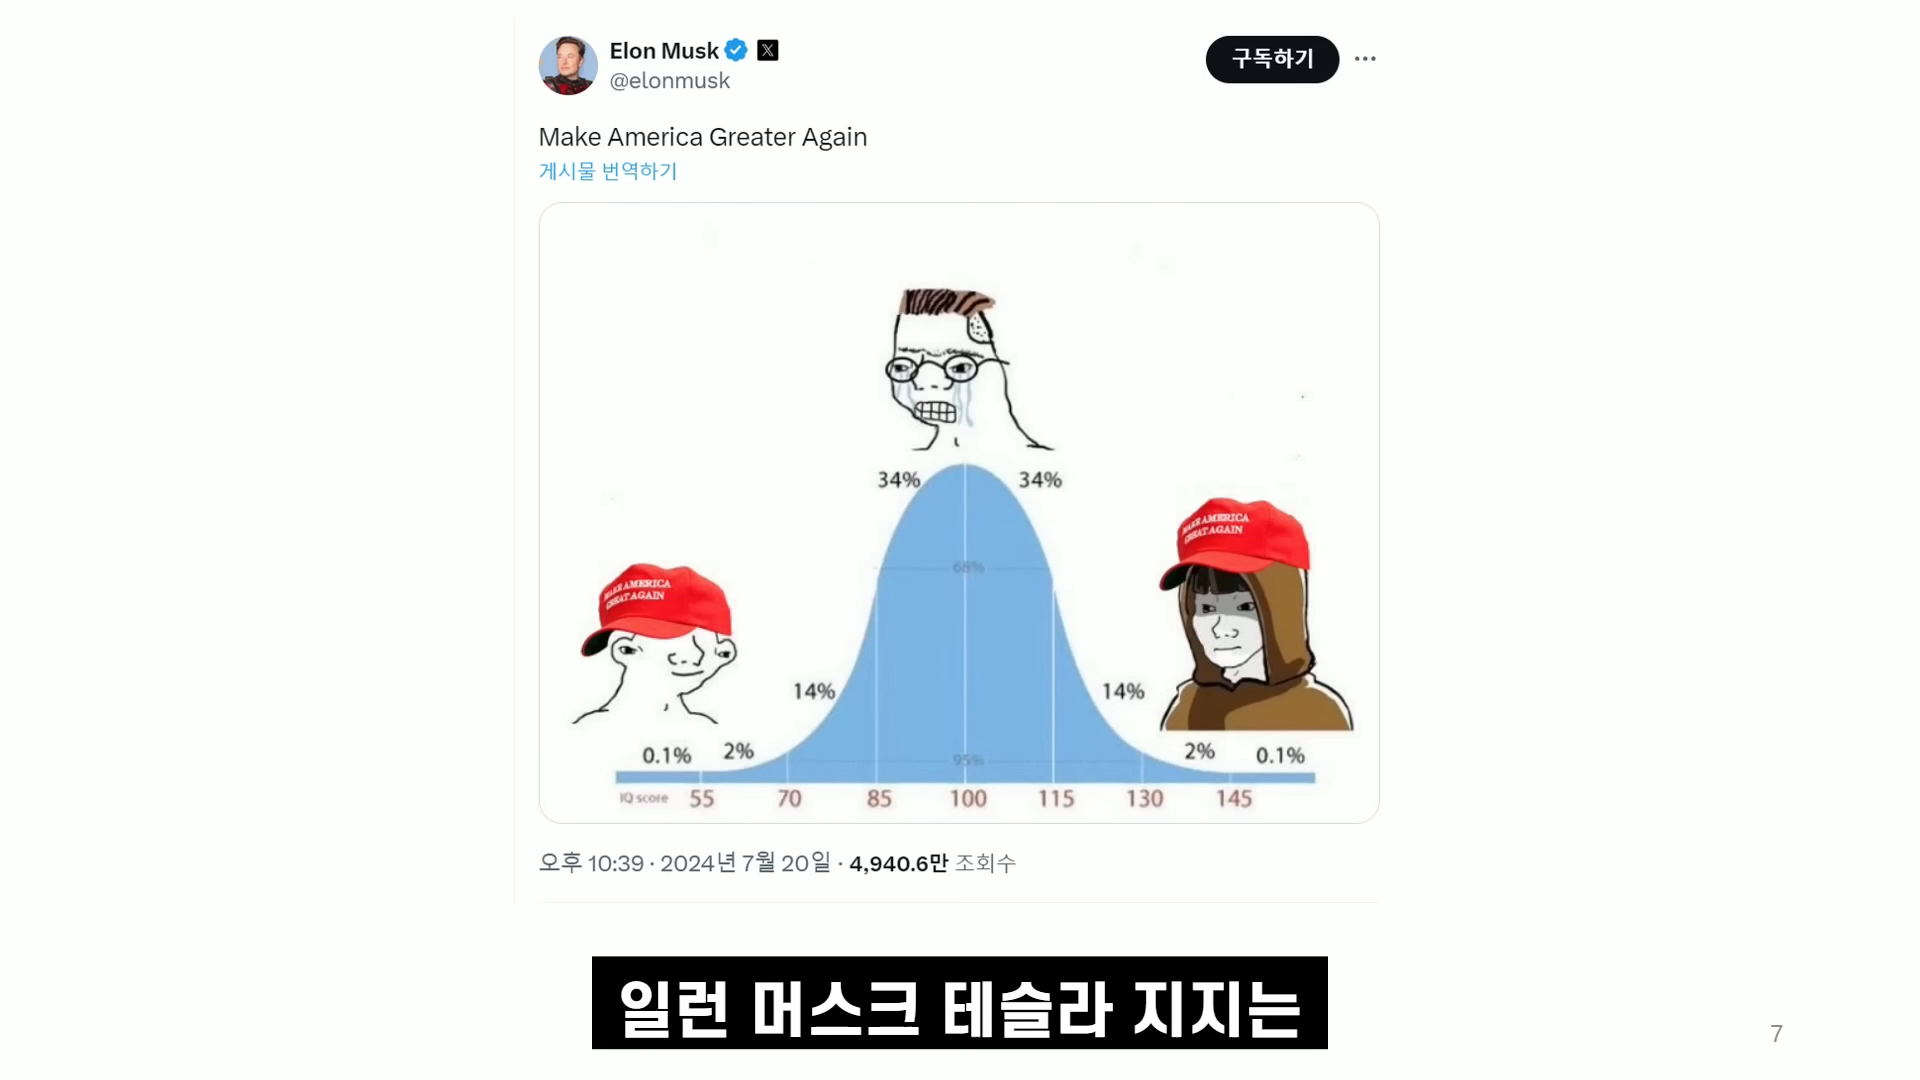 Elon Musk
@elonmusk
구독하기
Make America Greater Again
게시물 번역하기
34% 34%
MAKE AMERICA
GREAT AGAIN
68%
MAKE AMERICA
GREAT AGAIN
14% 14%
0.1% 2% 2% 0.1%
95%
IQ score 55 70 85 100 115 130 145
오후 10:39 · 2024년 7월 20일 · 4,940.6만 조회수
일런 머스크 테슬라 지지는
7